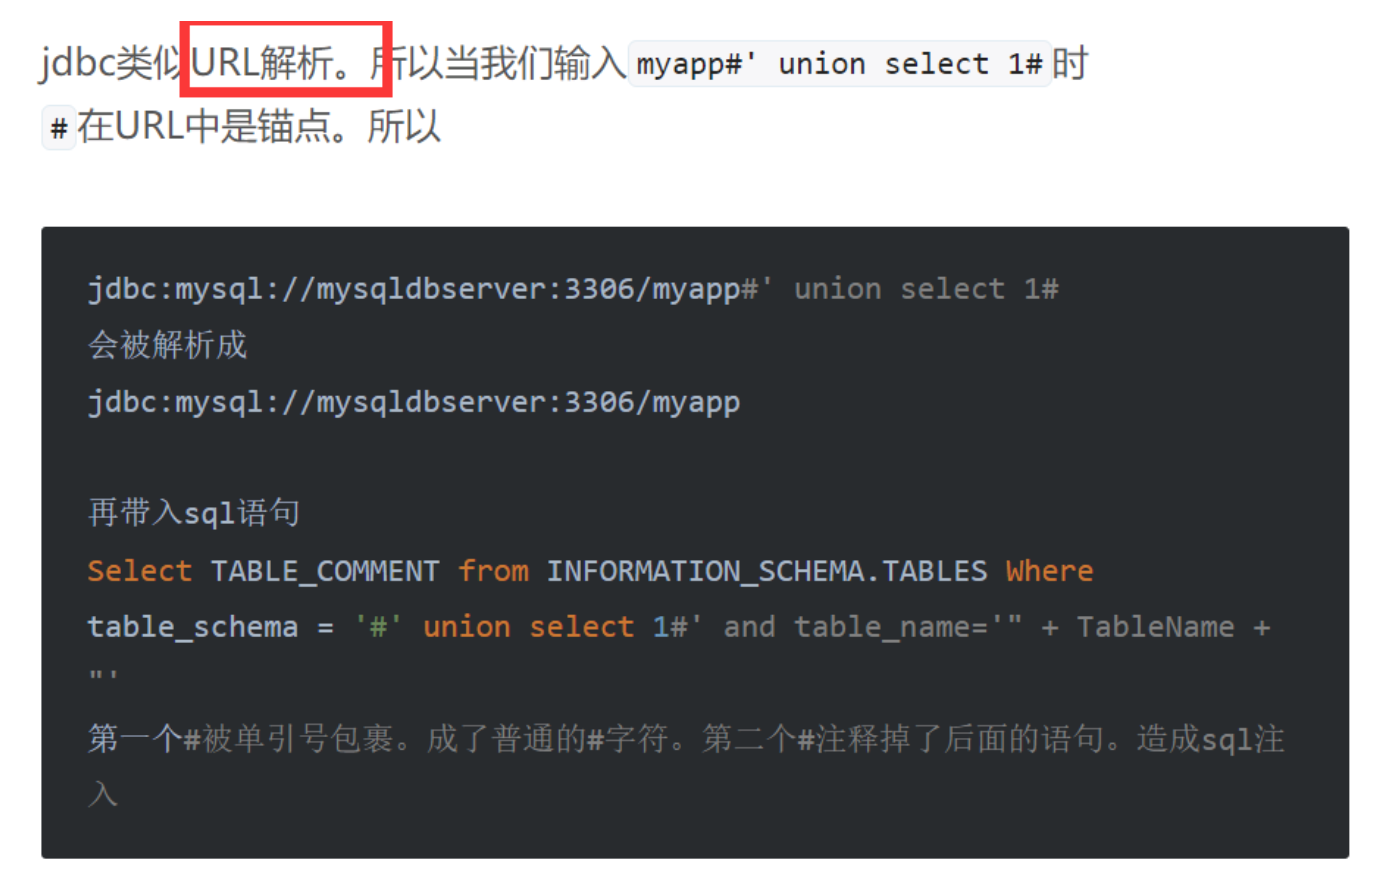 jdbc类似URL解析。所以当我们输入myapp#' union select 1#时
#在URL中是锚点。所以
jdbc:mysql://mysqldbserver:3306/myapp#' union select 1#
会被解析成
jdbc:mysql://mysqldbserver:3306/myapp
再带入sql语句
Select TABLE_COMMENT from INFORMATION_SCHEMA.TABLES Where
table_schema = '#' union select 1#' and table_name='" + TableName +
"'
第一个#被单引号包裹。成了普通的#字符。第二个#注释掉了后面的语句。造成sql注
入